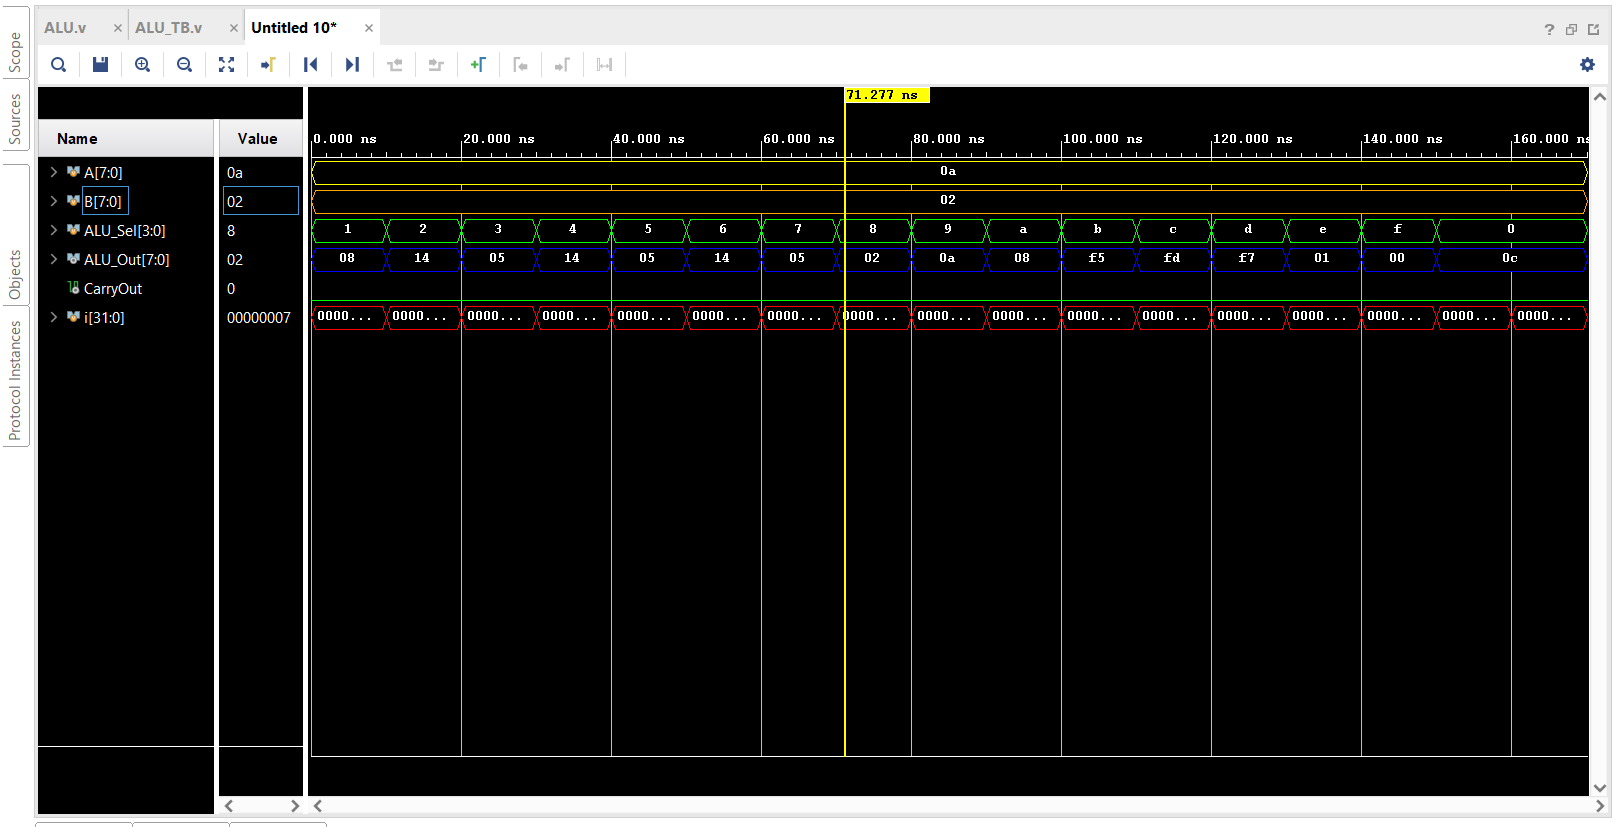 ALU.v × ALU_TB.v × Untitled 10* ×
?
Scope
Sources
Objects
Protocol Instances
71.277 ns
Name Value
0.000 ns 20.000 ns 40.000 ns 60.000 ns 80.000 ns 100.000 ns 120.000 ns 140.000 ns 160.000 ns
A[7:0] 0a 0a
B[7:0] 02 02
ALU_Sel[3:0] 8 1 2 3 4 5 6 7 8 9 a b c d e f 0
ALU_Out[7:0] 02 08 14 05 14 05 14 05 02 0a 08 f5 fd f7 01 00 0c
CarryOut 0
i[31:0] 00000007 0000... 0000... 0000... 0000... 0000... 0000... 0000... 0000... 0000... 0000... 0000... 0000... 0000... 0000... 0000... 0000... 0000...